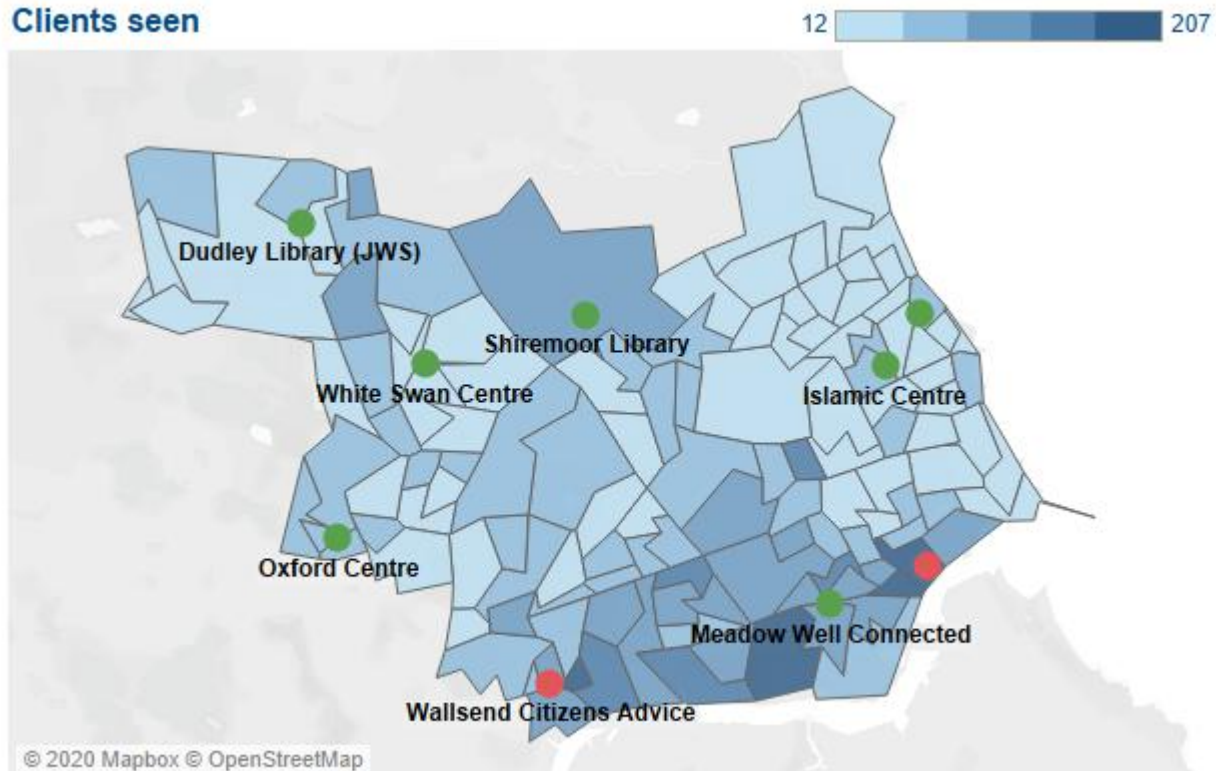 Clients seen
12 207
Dudley Library (JWS)
Shiremoor Library
White Swan Centre
Islamic Centre
Oxford Centre
Meadow Well Connected
Wallsend Citizens Advice
© 2020 Mapbox © OpenStreetMap